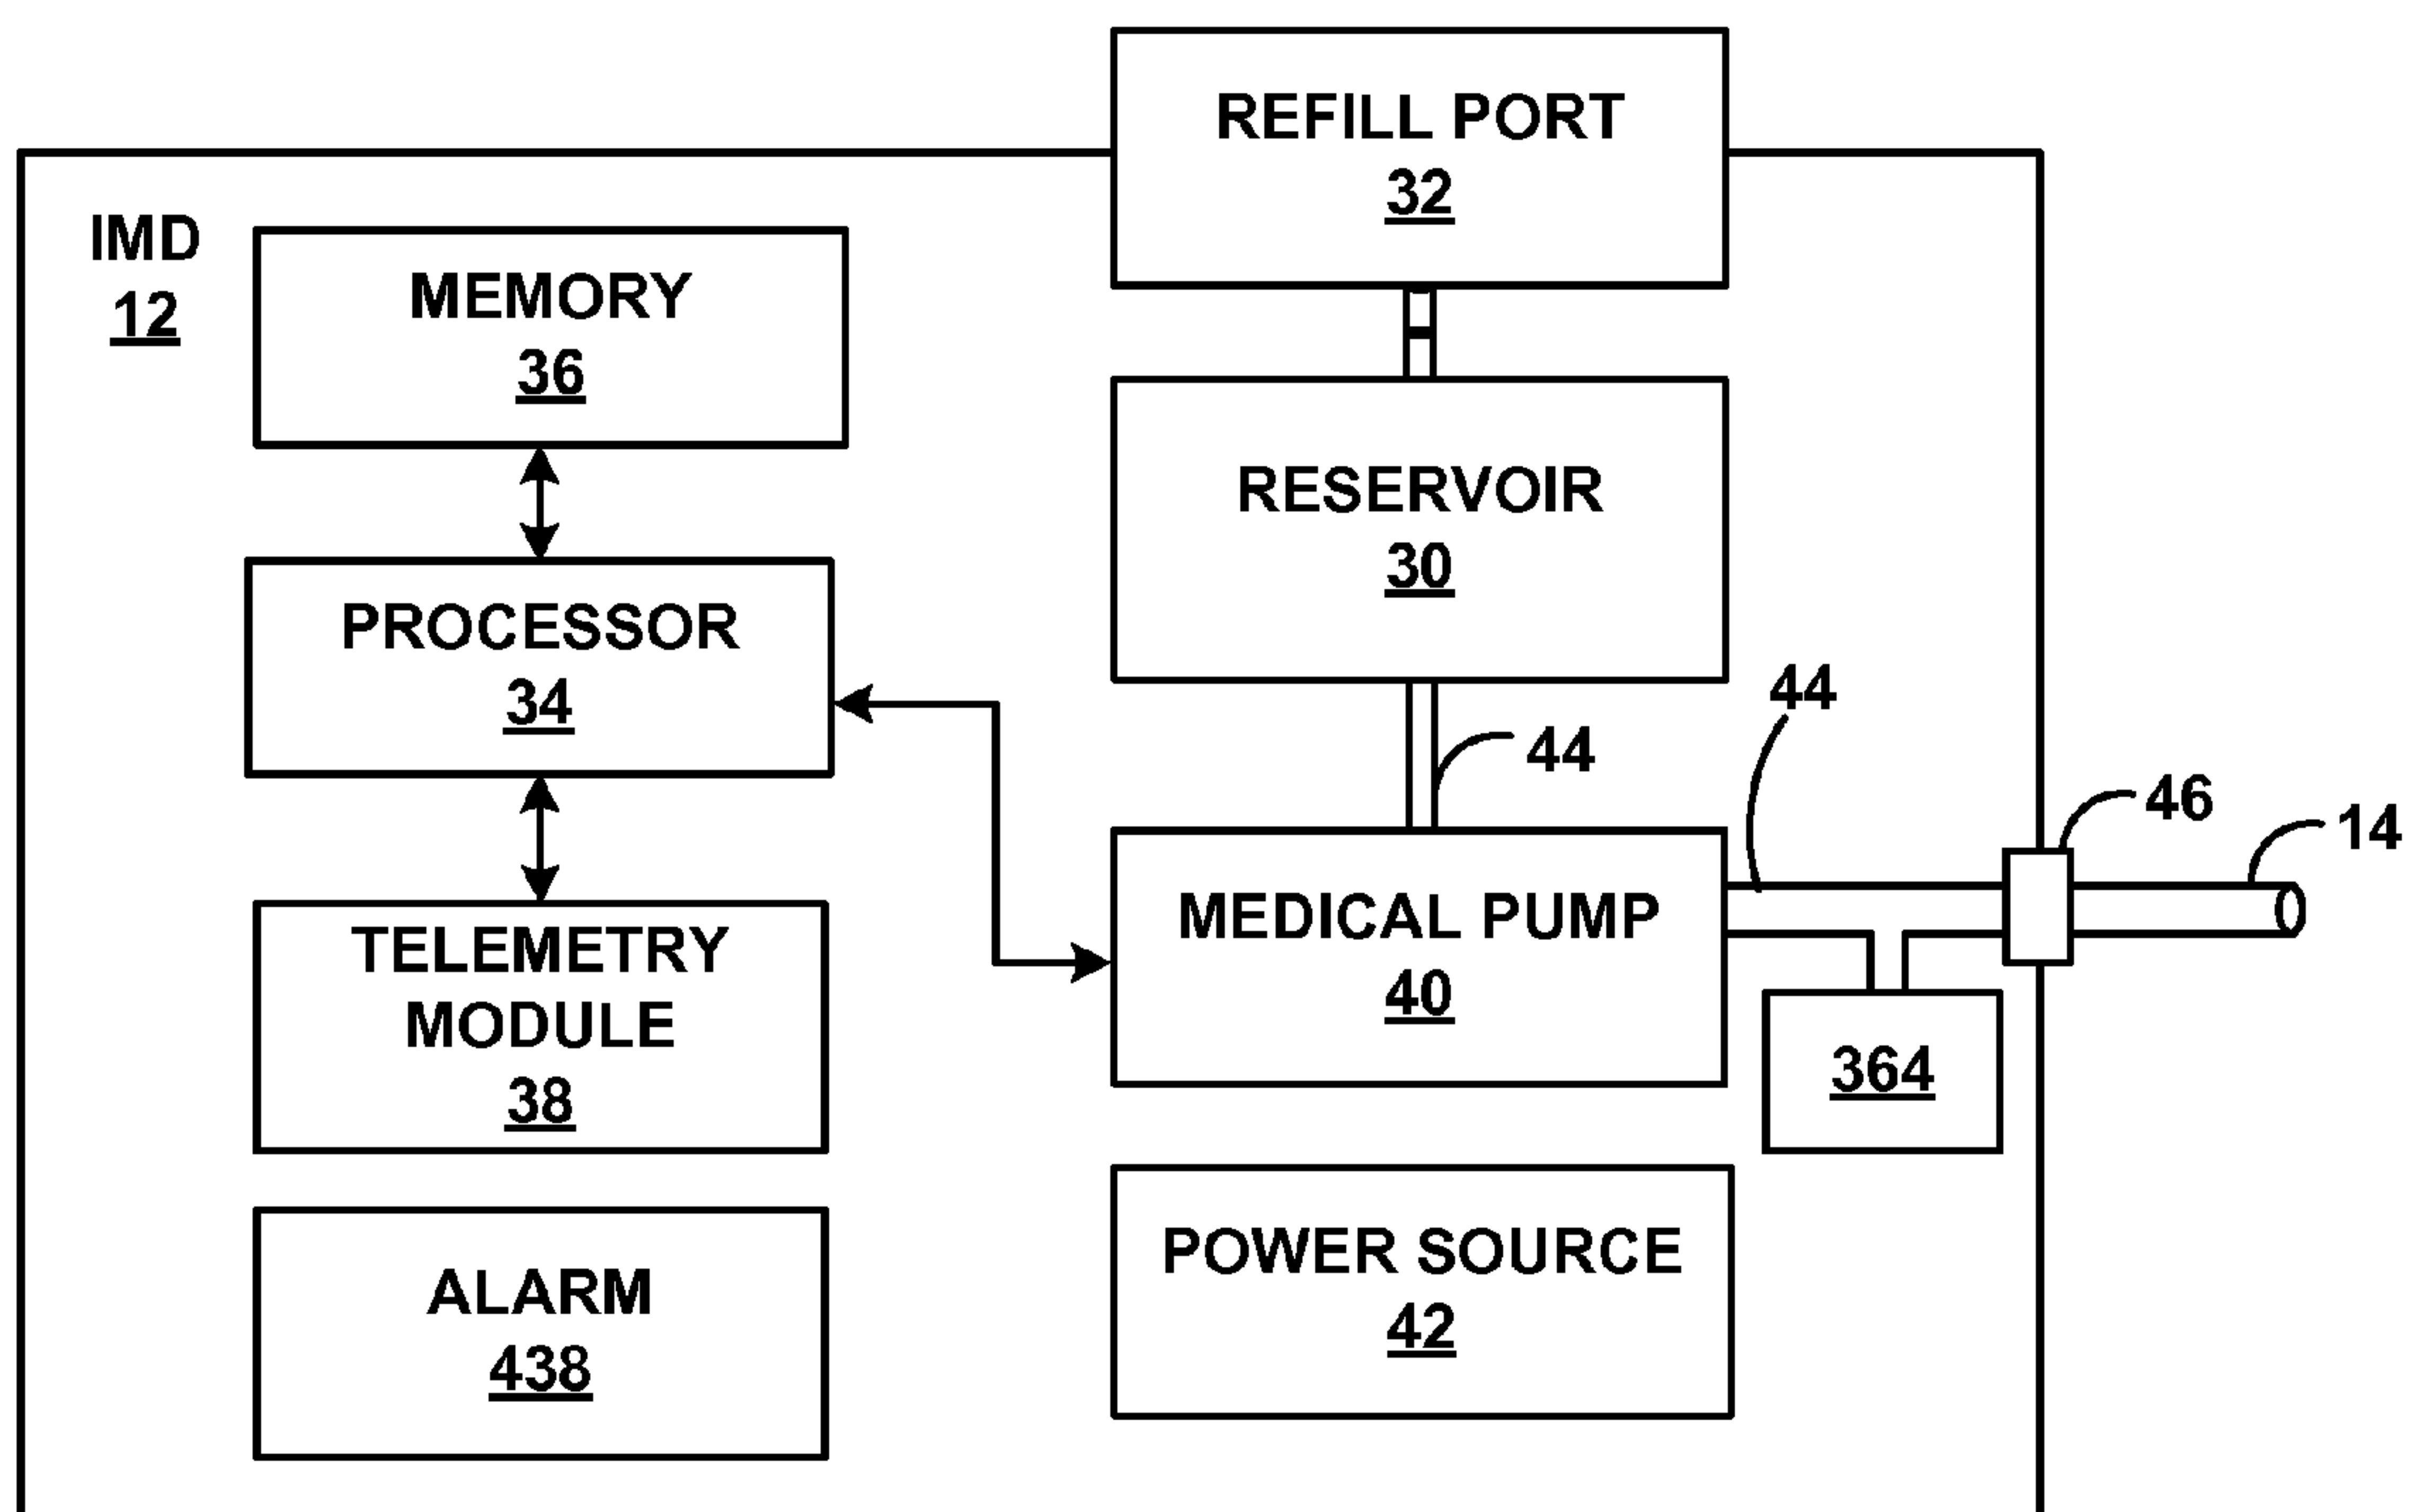 REFILL PORT
32
IMD
12
MEMORY
36
RESERVOIR
30
PROCESSOR
34
44
44
46
14
MEDICAL PUMP
40
TELEMETRY
MODULE
38
364
POWER SOURCE
42
ALARM
438